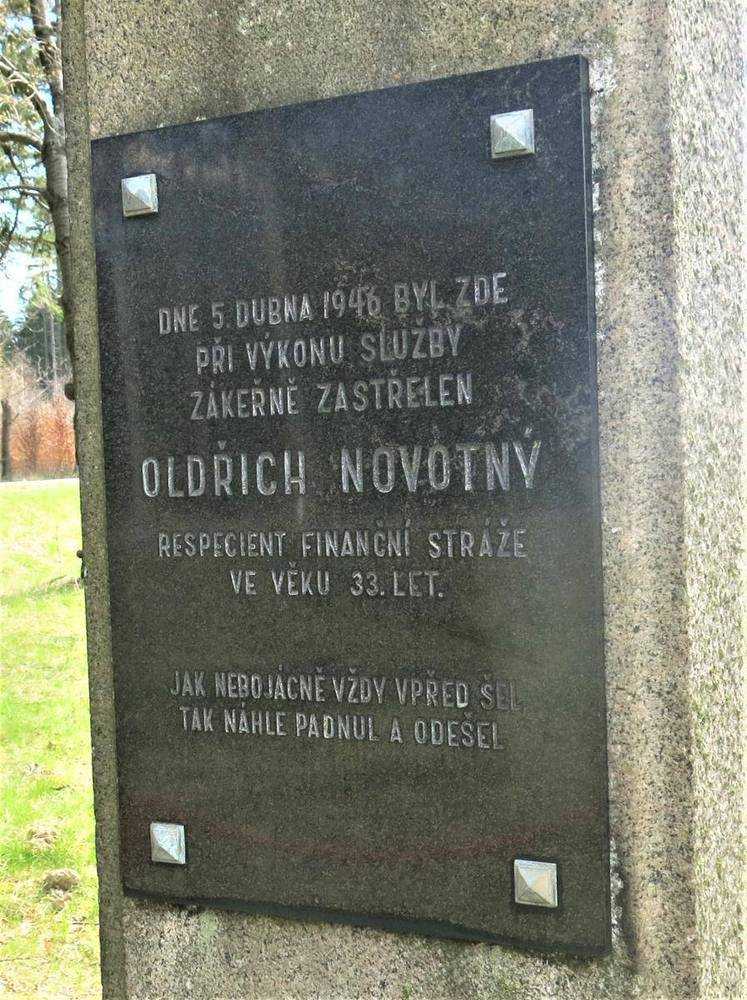 DNE 5. DUBNA 1946 BYL ZDE
PŘI VÝKONU SLUŽBY
ZÁKEŘNĚ ZASTŘELEN
OLDŘICH NOVOTNÝ
RESPECIENT FINANČNÍ STRÁŽE
VE VĚKU 33. LET.
JAK NEBOJÁCNĚ VŽDY VPŘED ŠEL
TAK NÁHLE PADNUL A ODEŠEL